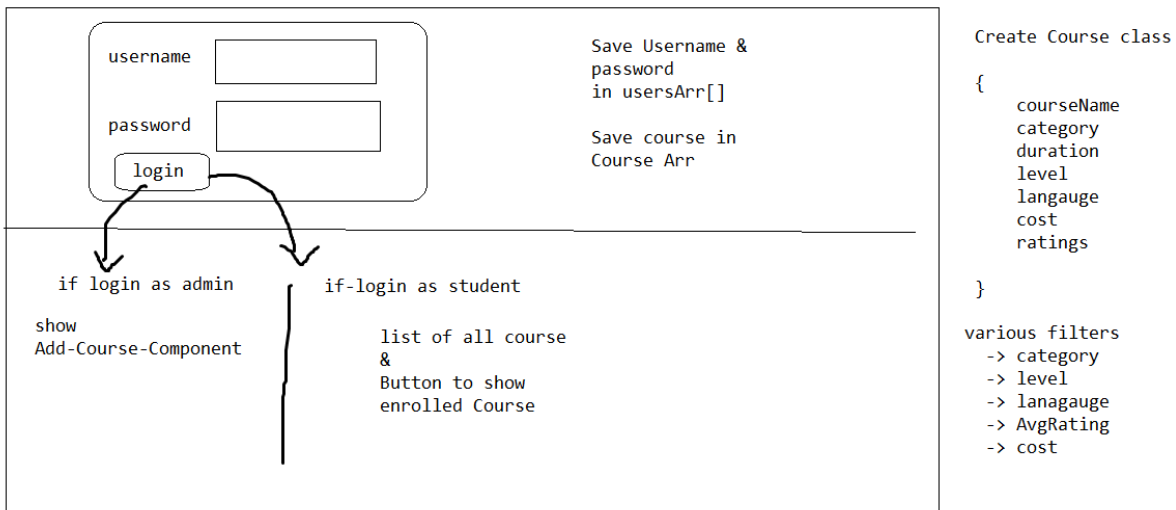 username
password
login
Save Username &
password
in usersArr[]
Save course in
Course Arr
if login as admin
show
Add-Course-Component
if-login as student
list of all course
&
Button to show
enrolled Course
Create Course class
{
courseName
category
duration
level
langauge
cost
ratings
}
various filters
-> category
-> level
-> lanagauge
-> AvgRating
-> cost